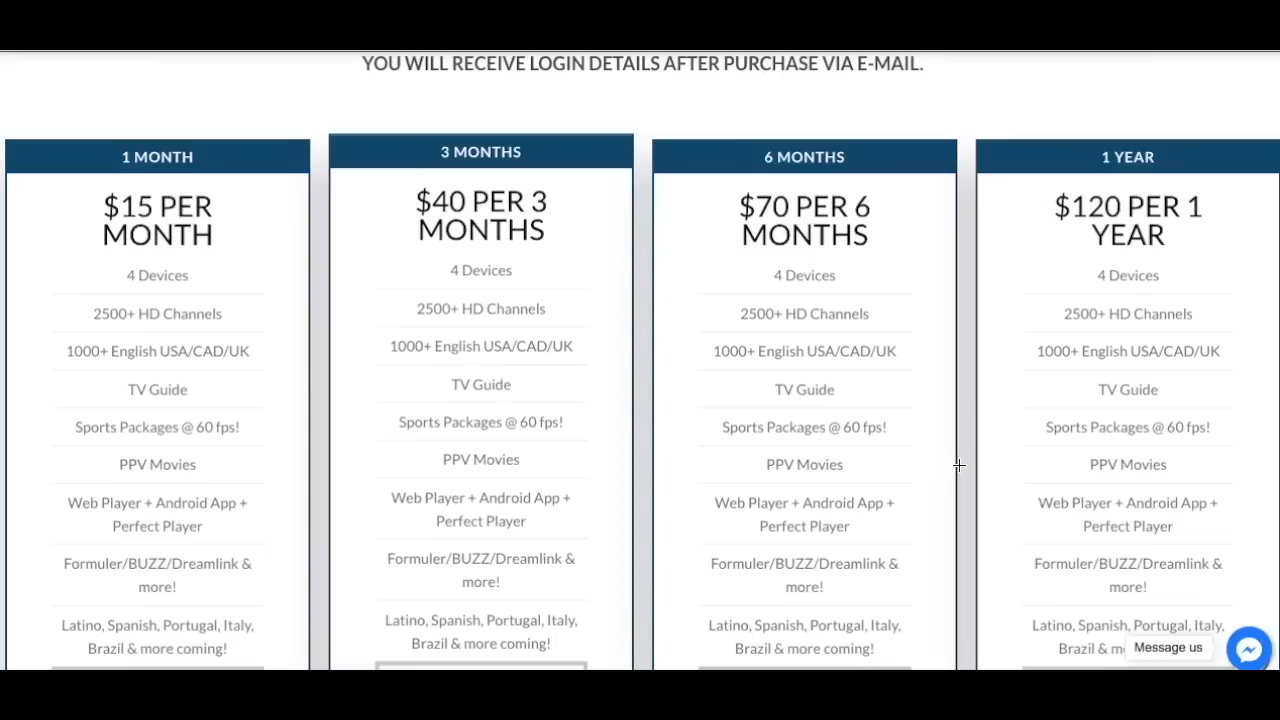 YOU WILL RECEIVE LOGIN DETAILS AFTER PURCHASE VIA E-MAIL.
1 MONTH
$15 PER
MONTH
4 Devices
2500+ HD Channels
1000+ English USA/CAD/UK
TV Guide
Sports Packages @ 60 fps!
PPV Movies
Web Player + Android App +
Perfect Player
Formuler/BUZZ/Dreamlink &
more!
Latino, Spanish, Portugal, Italy,
Brazil & more coming!
3 MONTHS
$40 PER 3
MONTHS
4 Devices
2500+ HD Channels
1000+ English USA/CAD/UK
TV Guide
Sports Packages @ 60 fps!
PPV Movies
Web Player + Android App +
Perfect Player
Formuler/BUZZ/Dreamlink &
more!
Latino, Spanish, Portugal, Italy,
Brazil & more coming!
6 MONTHS
$70 PER 6
MONTHS
4 Devices
2500+ HD Channels
1000+ English USA/CAD/UK
TV Guide
Sports Packages @ 60 fps!
PPV Movies
Web Player + Android App +
Perfect Player
Formuler/BUZZ/Dreamlink &
more!
Latino, Spanish, Portugal, Italy,
Brazil & more coming!
1 YEAR
$120 PER 1
YEAR
4 Devices
2500+ HD Channels
1000+ English USA/CAD/UK
TV Guide
Sports Packages @ 60 fps!
PPV Movies
Web Player + Android App +
Perfect Player
Formuler/BUZZ/Dreamlink &
more!
Latino, Spanish, Portugal, Italy,
Brazil &
Message us